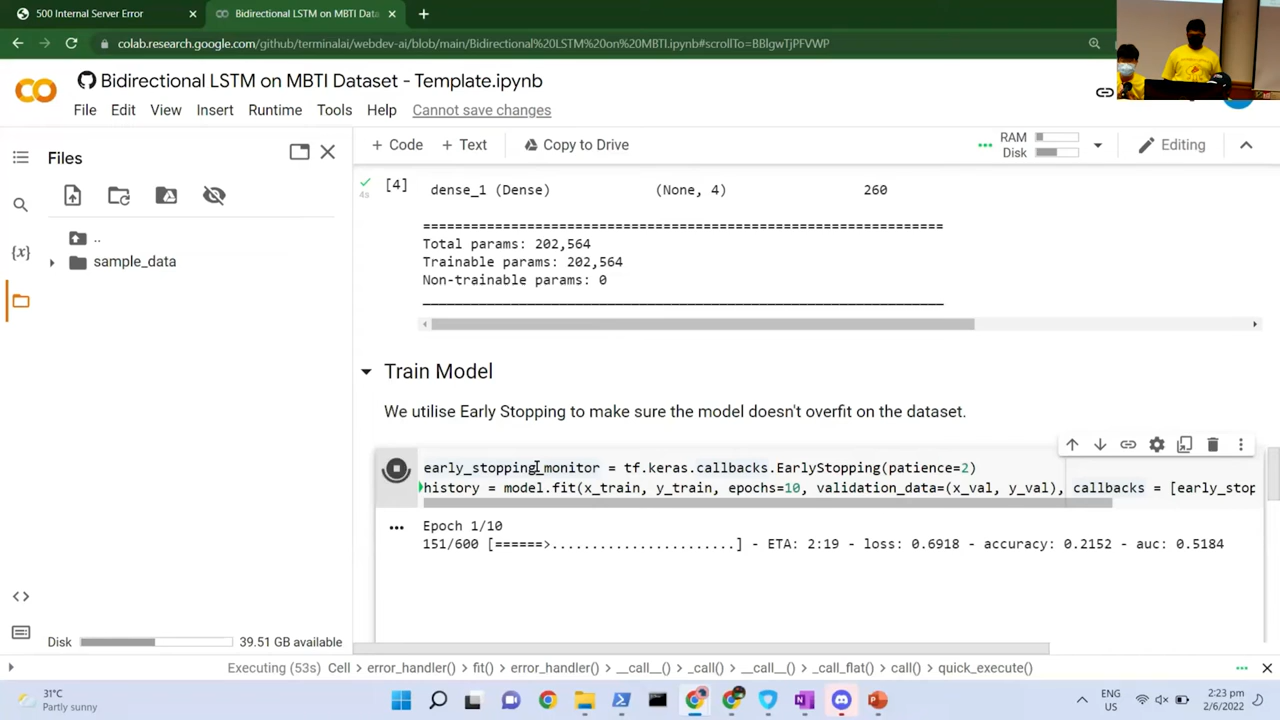 500 Internal Server Error
Bidirectional LSTM on MBTI Data
colab.research.google.com/github/terminalai/webdev-ai/blob/main/Bidirectional%20LSTM%20on%20MBTI.ipynb#scrollTo=BBlgwTjPFVWP
Bidirectional LSTM on MBTI Dataset - Template.ipynb
File Edit View Insert Runtime Tools Help Cannot save changes
Files
+ Code + Text Copy to Drive
RAM
Disk
Editing
..
sample_data
[4]
4s
dense_1 (Dense) (None, 4) 260
=================================================================
Total params: 202,564
Trainable params: 202,564
Non-trainable params: 0
_________________________________________________________________
Train Model
We utilise Early Stopping to make sure the model doesn't overfit on the dataset.
early_stopping_monitor = tf.keras.callbacks.EarlyStopping(patience=2)
history = model.fit(x_train, y_train, epochs=10, validation_data=(x_val, y_val), callbacks = [early_stop
Epoch 1/10
151/600 [======>.......................] - ETA: 2:19 - loss: 0.6918 - accuracy: 0.2152 - auc: 0.5184
Disk 39.51 GB available
Executing (53s) Cell > error_handler() > fit() > error_handler() > __call__() > _call() > __call__() > _call_flat() > call() > quick_execute()
31°C
Partly sunny
ENG
US
2:23 pm
2/6/2022